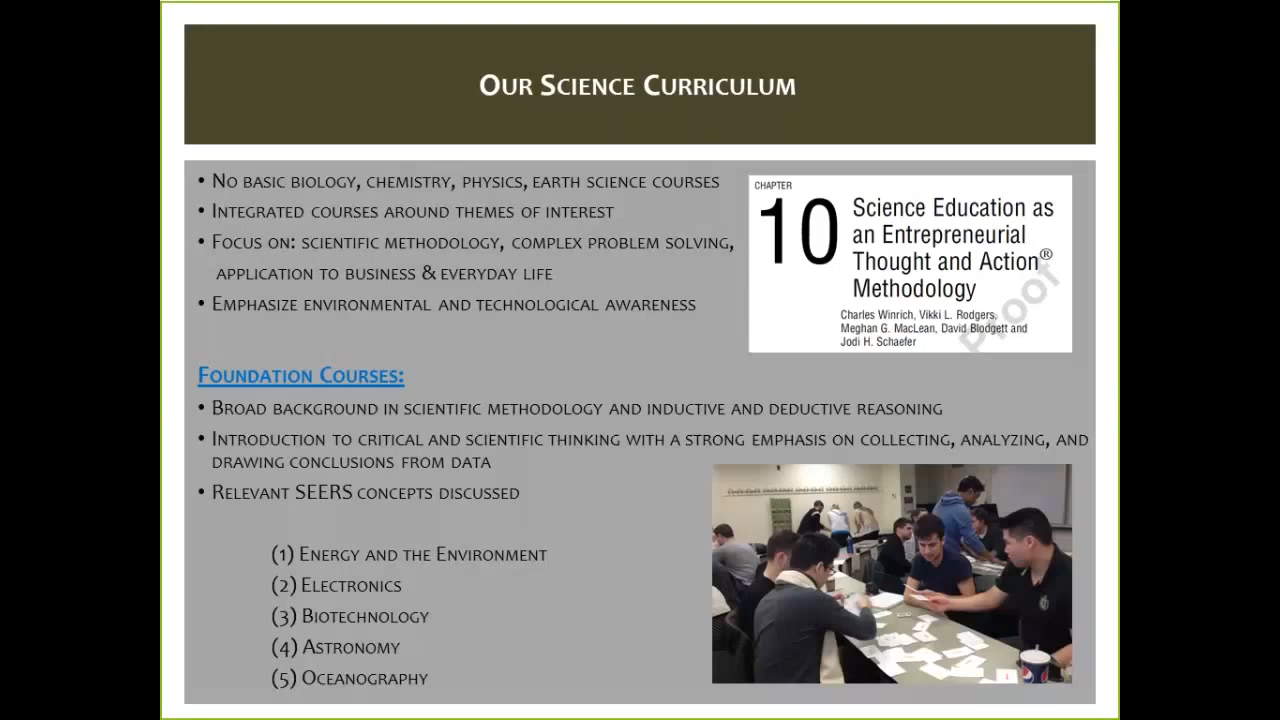 Our Science Curriculum
• No basic biology, chemistry, physics, earth science courses
• Integrated courses around themes of interest
• Focus on: scientific methodology, complex problem solving,
application to business & everyday life
• Emphasize environmental and technological awareness
CHAPTER
10
Science Education as
an Entrepreneurial
Thought and Action®
Methodology
Charles Winrich, Vikki L. Rodgers,
Meghan G. MacLean, David Blodgett and
Jodi H. Schaefer
Proof
Foundation Courses:
• Broad background in scientific methodology and inductive and deductive reasoning
• Introduction to critical and scientific thinking with a strong emphasis on collecting, analyzing, and
drawing conclusions from data
• Relevant SEERS concepts discussed
(1) Energy and the Environment
(2) Electronics
(3) Biotechnology
(4) Astronomy
(5) Oceanography